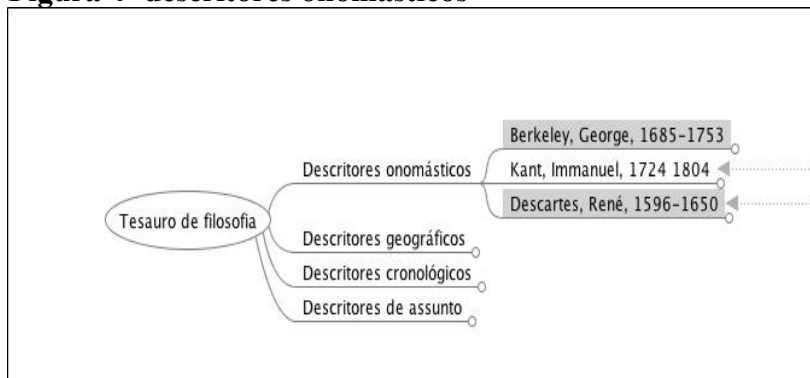 Figura 4- descritores onomásticos
Berkeley, George, 1685-1753
Descritores onomásticos
Kant, Immanuel, 1724 1804
Descartes, René, 1596-1650
Tesauro de filosofia
Descritores geográficos
Descritores cronológicos
Descritores de assunto